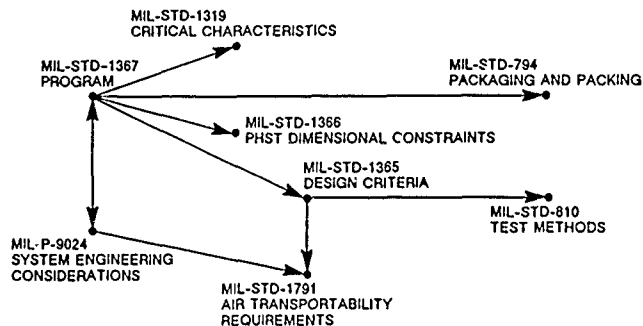 MIL-STD-1319
CRITICAL CHARACTERISTICS
MIL-STD-1367
PROGRAM
MIL-STD-794
PACKAGING AND PACKING
MIL-STD-1366
PHST DIMENSIONAL CONSTRAINTS
MIL-STD-1365
DESIGN CRITERIA
MIL-STD-810
TEST METHODS
MIL-P-9024
SYSTEM ENGINEERING
CONSIDERATIONS
MIL-STD-1791
AIR TRANSPORTABILITY
REQUIREMENTS